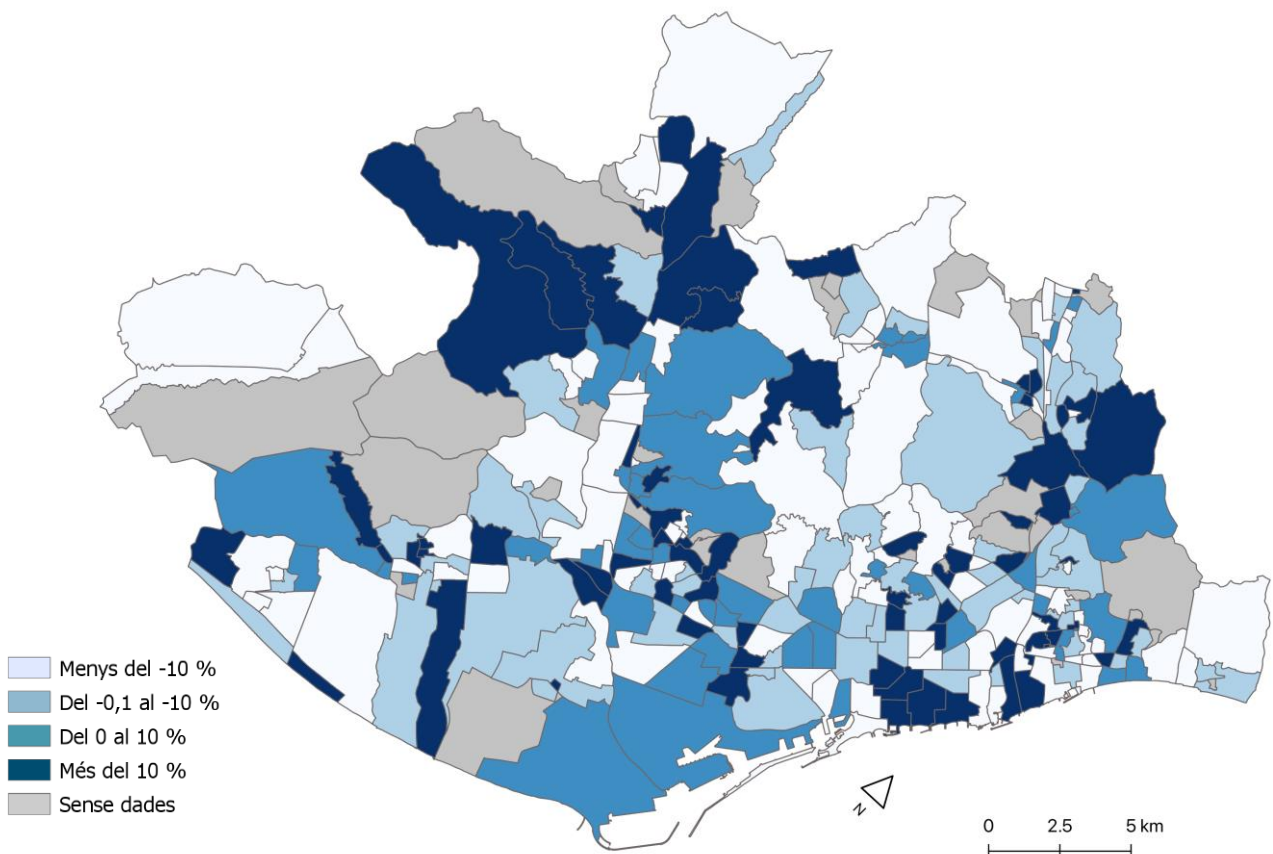 Menys del -10 %
Del -0,1 al -10 %
Del 0 al 10 %
Més del 10 %
Sense dades
N
0 2.5 5 km